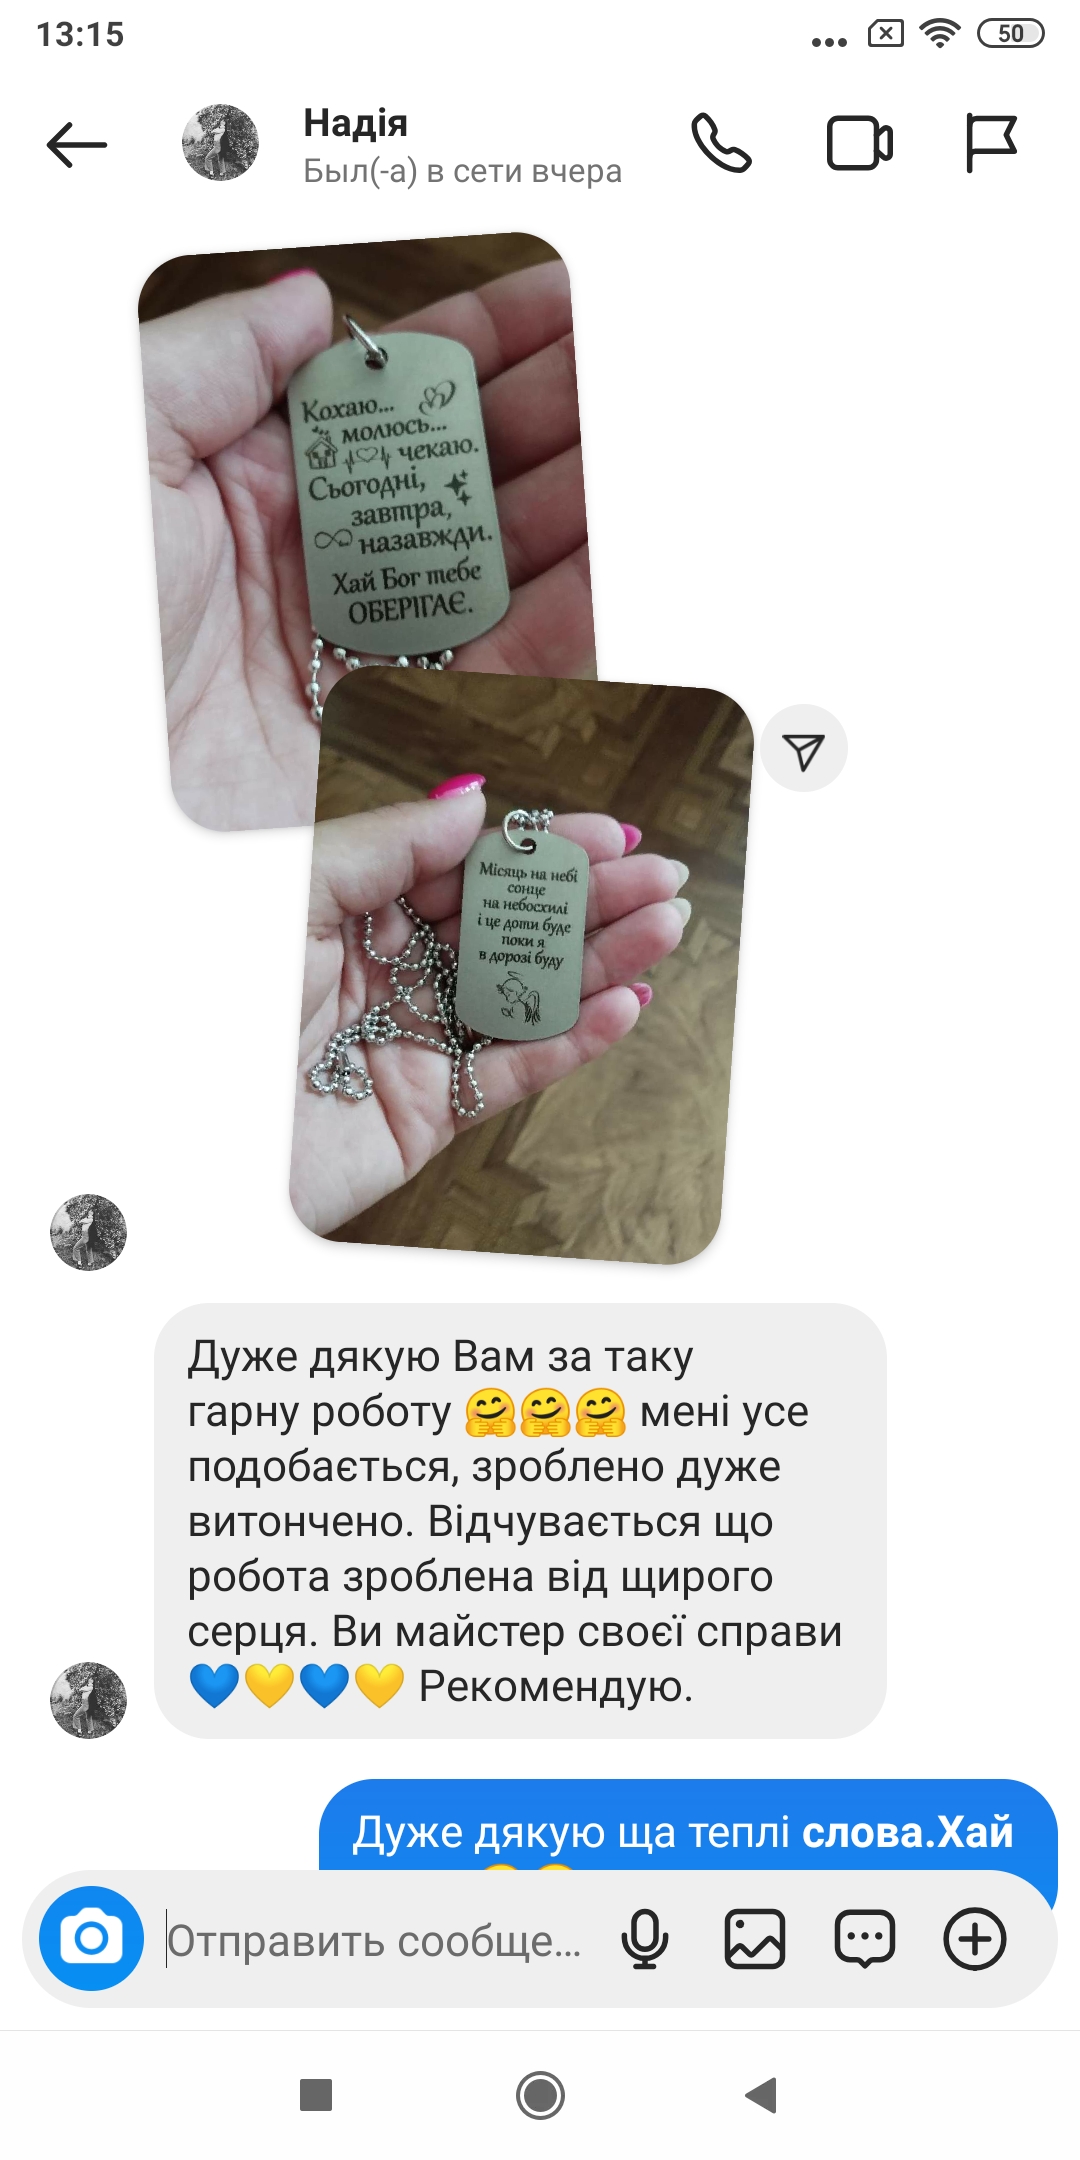 13:15
50
Надія
Был(-а) в сети вчера
Кохаю...
молюсь...
чекаю.
Сьогодні,
завтра,
назавжди.
Хай Бог тебе
ОБЕРІГАЄ.
Місяць на небі
сонце
на небосхилі
і це доти буде
поки я
в дорозі буду
Дуже дякую Вам за таку
гарну роботу 🤗🤗🤗 мені усе
подобається, зроблено дуже
витончено. Відчувається що
робота зроблена від щирого
серця. Ви майстер своєї справи
💙💛💙💛 Рекомендую.
Дуже дякую ща теплі слова.Хай
Отправить сообще...